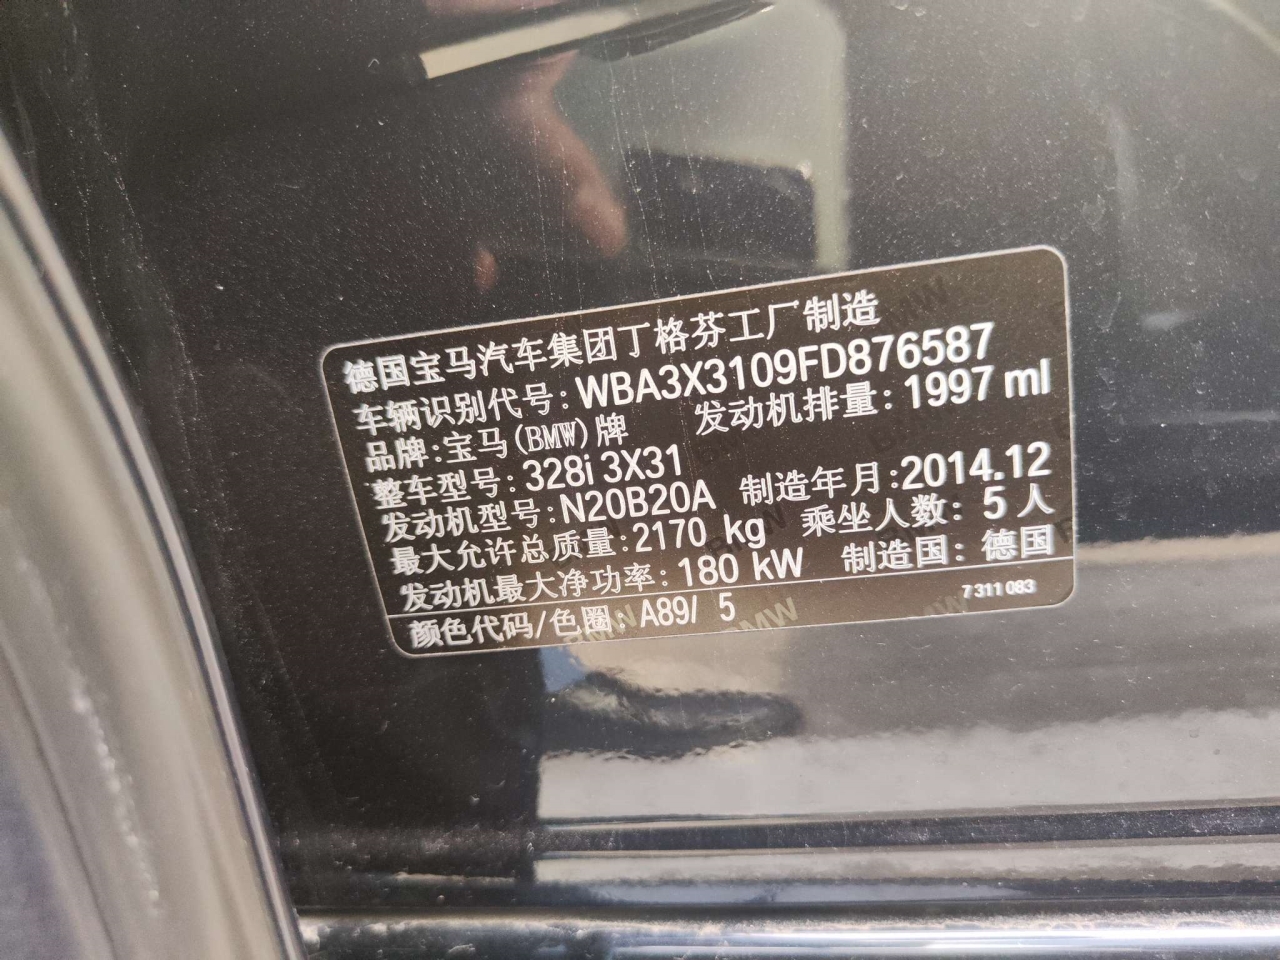 德国宝马汽车集团丁格芬工厂制造
车辆识别代号: WBA3X3109FD876587
品牌:宝马(BMW)牌 发动机排量: 1997 ml
整车型号: 328i 3X31
发动机型号: N20B20A 制造年月:2014.12
最大允许总质量:2170 kg 乘坐人数: 5 人
发动机最大净功率: 180 kW 制造国: 德国
颜色代码/色圈: A89/ 5 7 311 083